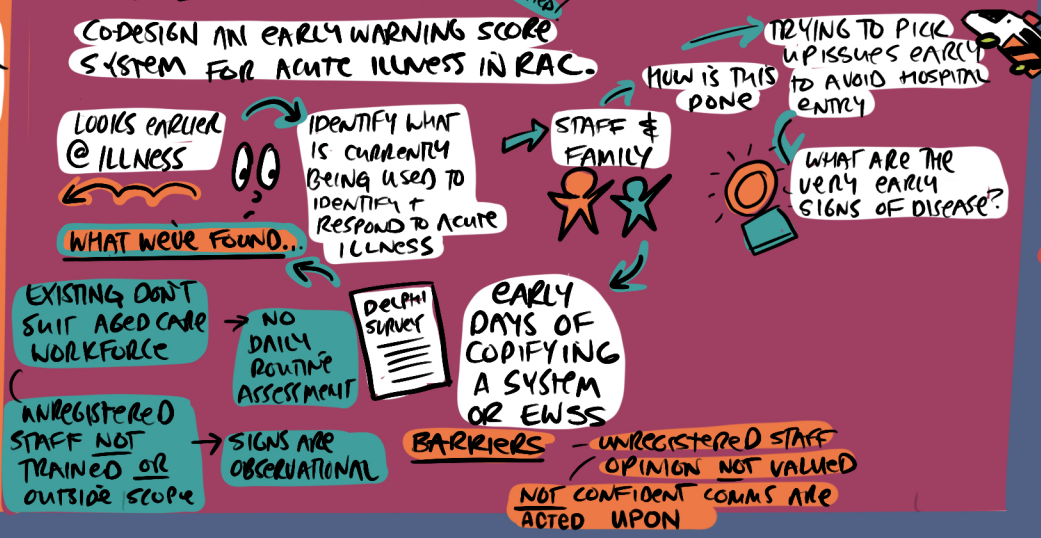 CO-DESIGN AN EARLY WARNING SCORE
SYSTEM FOR ACUTE ILLNESS IN RAC.
LOOKS EARLIER
@ ILLNESS
IDENTIFY WHAT
IS CURRENTLY
BEING USED TO
IDENTIFY +
RESPOND TO ACUTE
ILLNESS
STAFF &
FAMILY
HOW IS THIS
DONE
TRYING TO PICK
UP ISSUES EARLY
TO AVOID HOSPITAL
ENTRY
WHAT ARE THE
VERY EARLY
SIGNS OF DISEASE?
EARLY
DAYS OF
CODIFYING
A SYSTEM
OR EWSS
DELPHI
SURVEY
WHAT WE'VE FOUND...
EXISTING DON'T
SUIT AGED CARE
WORKFORCE
NO
DAILY
ROUTINE
ASSESSMENT
UNREGISTERED
STAFF NOT
TRAINED OR
OUTSIDE SCOPE
SIGNS ARE
OBSERVATIONAL
BARRIERS
- UNREGISTERED STAFF
OPINION NOT VALUED
NOT CONFIDENT COMMS ARE
ACTED UPON